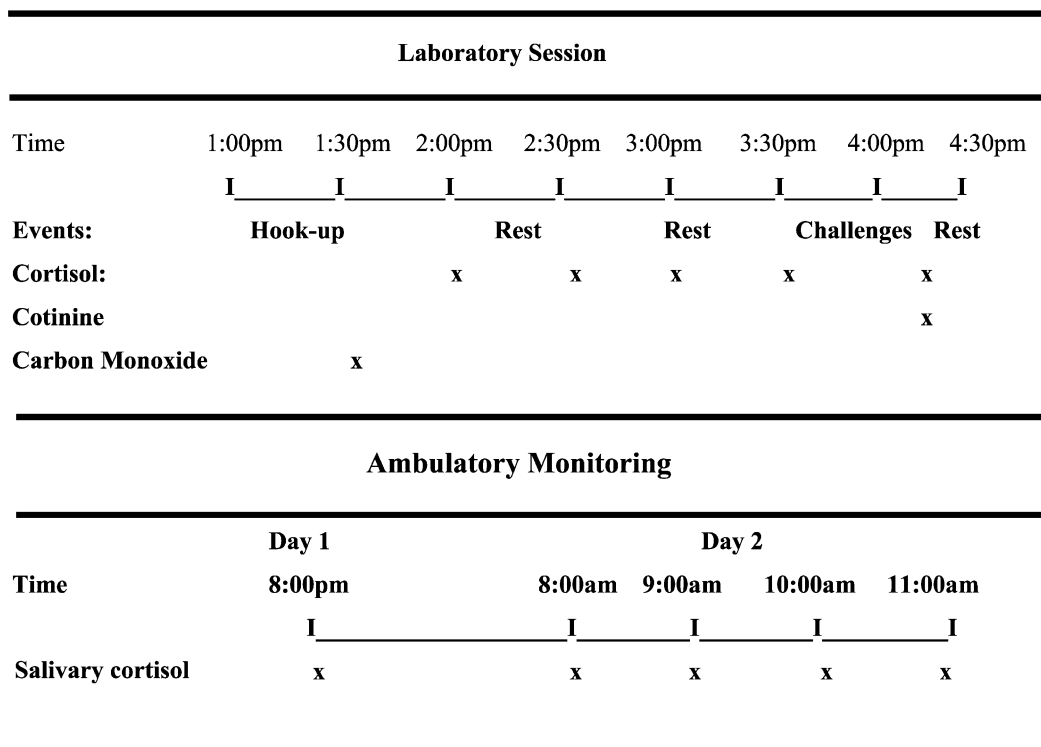 Laboratory Session
Time 1:00pm 1:30pm 2:00pm 2:30pm 3:00pm 3:30pm 4:00pm 4:30pm
I I I I I I I I
Events: Hook-up Rest Rest Challenges Rest
Cortisol: x x x x x
Cotinine x
Carbon Monoxide x
Ambulatory Monitoring
Day 1 Day 2
Time 8:00pm 8:00am 9:00am 10:00am 11:00am
I I I I I
Salivary cortisol x x x x x